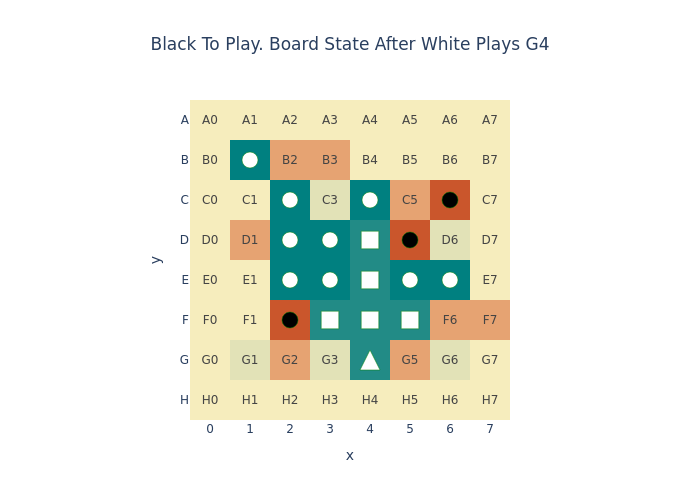 Black To Play. Board State After White Plays G4
A A0 A1 A2 A3 A4 A5 A6 A7
B B0 B2 B3 B4 B5 B6 B7
C C0 C1 C3 C5 C7
D D0 D1 D6 D7
y
E E0 E1 E7
F F0 F1 F6 F7
G G0 G1 G2 G3 G5 G6 G7
H H0 H1 H2 H3 H4 H5 H6 H7
0 1 2 3 4 5 6 7
x